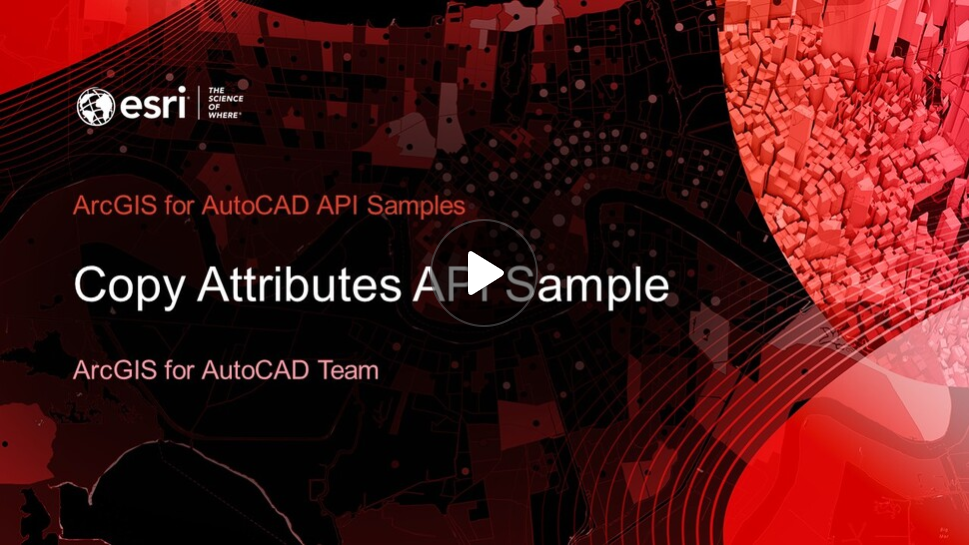 esri
THE
SCIENCE
OF
WHERE®
ArcGIS for AutoCAD API Samples
Copy Attributes API Sample
ArcGIS for AutoCAD Team